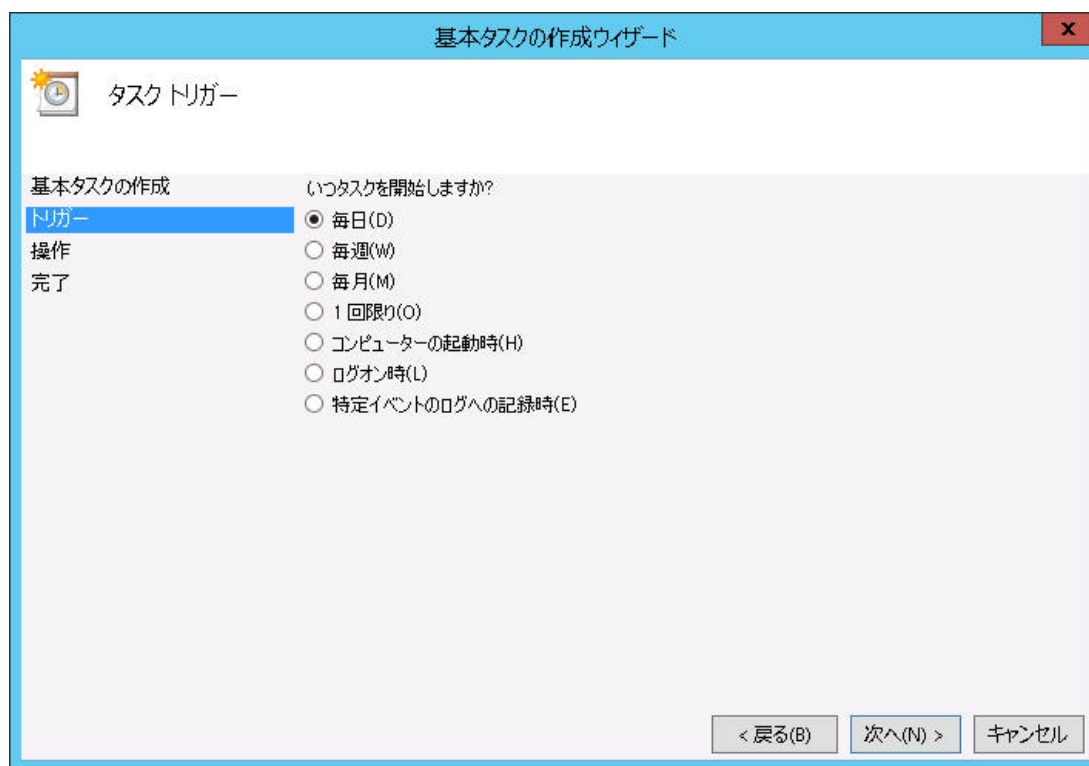 基本タスクの作成ウィザード
x
タスク トリガー
基本タスクの作成
トリガー
操作
完了
いつタスクを開始しますか?
毎日(D)
毎週(W)
毎月(M)
1 回限り(O)
コンピューターの起動時(H)
ログオン時(L)
特定イベントのログへの記録時(E)
< 戻る(B)
次へ(N) >
キャンセル